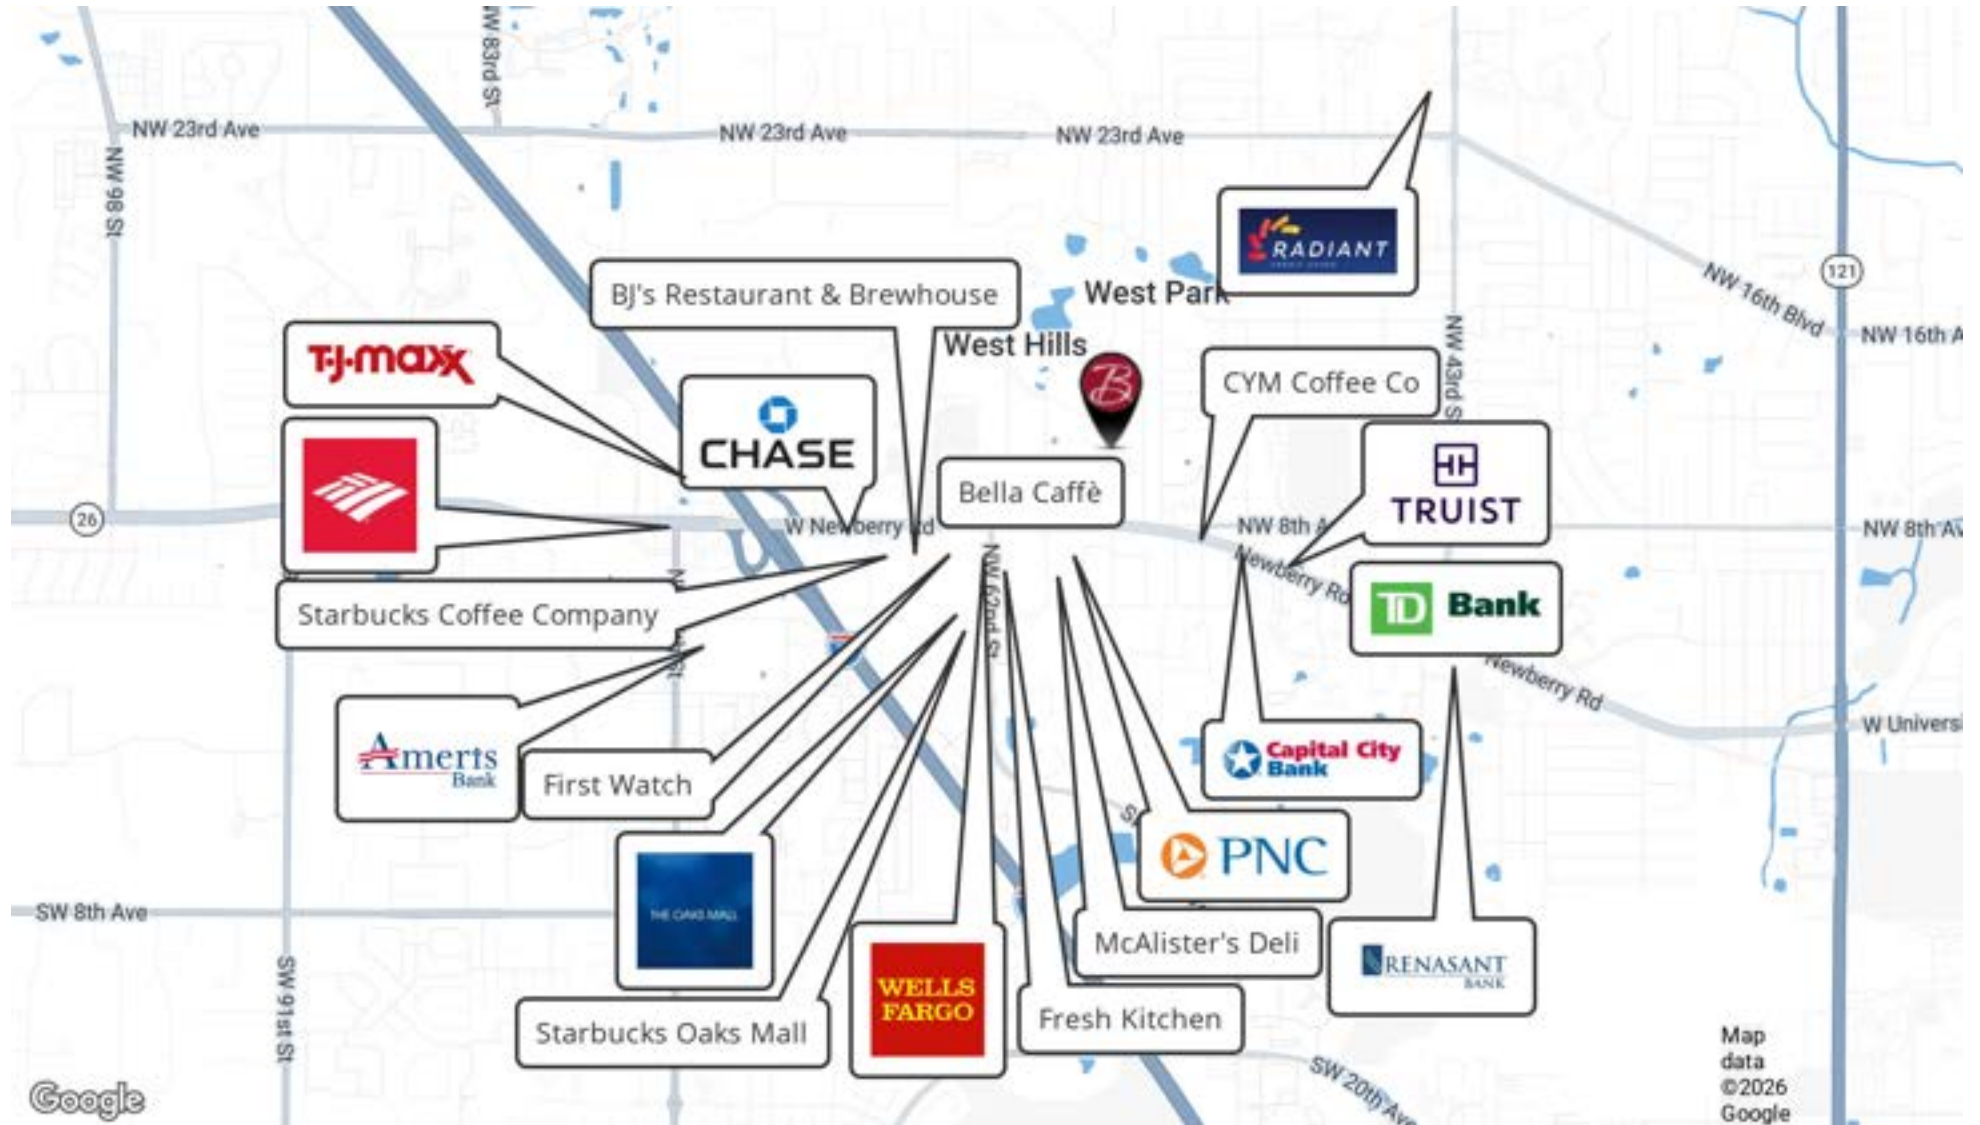 NW 83rd St
NW 23rd Ave
NW 23rd Ave
NW 23rd Ave
NW 98 St
RADIANT
121
NW 16th Blvd
NW 16th A
West Park
BJ's Restaurant & Brewhouse
West Hills
T·J·maxx
NW 43rd S
B
CYM Coffee Co
CHASE
TRUIST
Bella Caffè
26
W Newberry Rd
NW 8th A
NW 8th Av
Newberry Rd
NW 62nd S
TD Bank
Starbucks Coffee Company
Newberry Rd
W Universi
Ameris
Bank
First Watch
Capital City
Bank
PNC
THE OAKS MALL
SW 8th Ave
McAlister's Deli
RENASANT
BANK
WELLS
FARGO
SW 91st St
Starbucks Oaks Mall
Fresh Kitchen
SW 20th Ave
Google
Map
data
©2026
Google